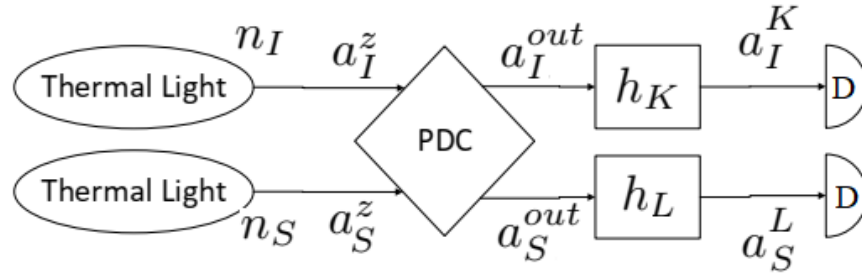 n_I a_I^z a_I^{out} a_I^K
Thermal Light h_K D
PDC
Thermal Light h_L D
n_S a_S^z a_S^{out} a_S^L